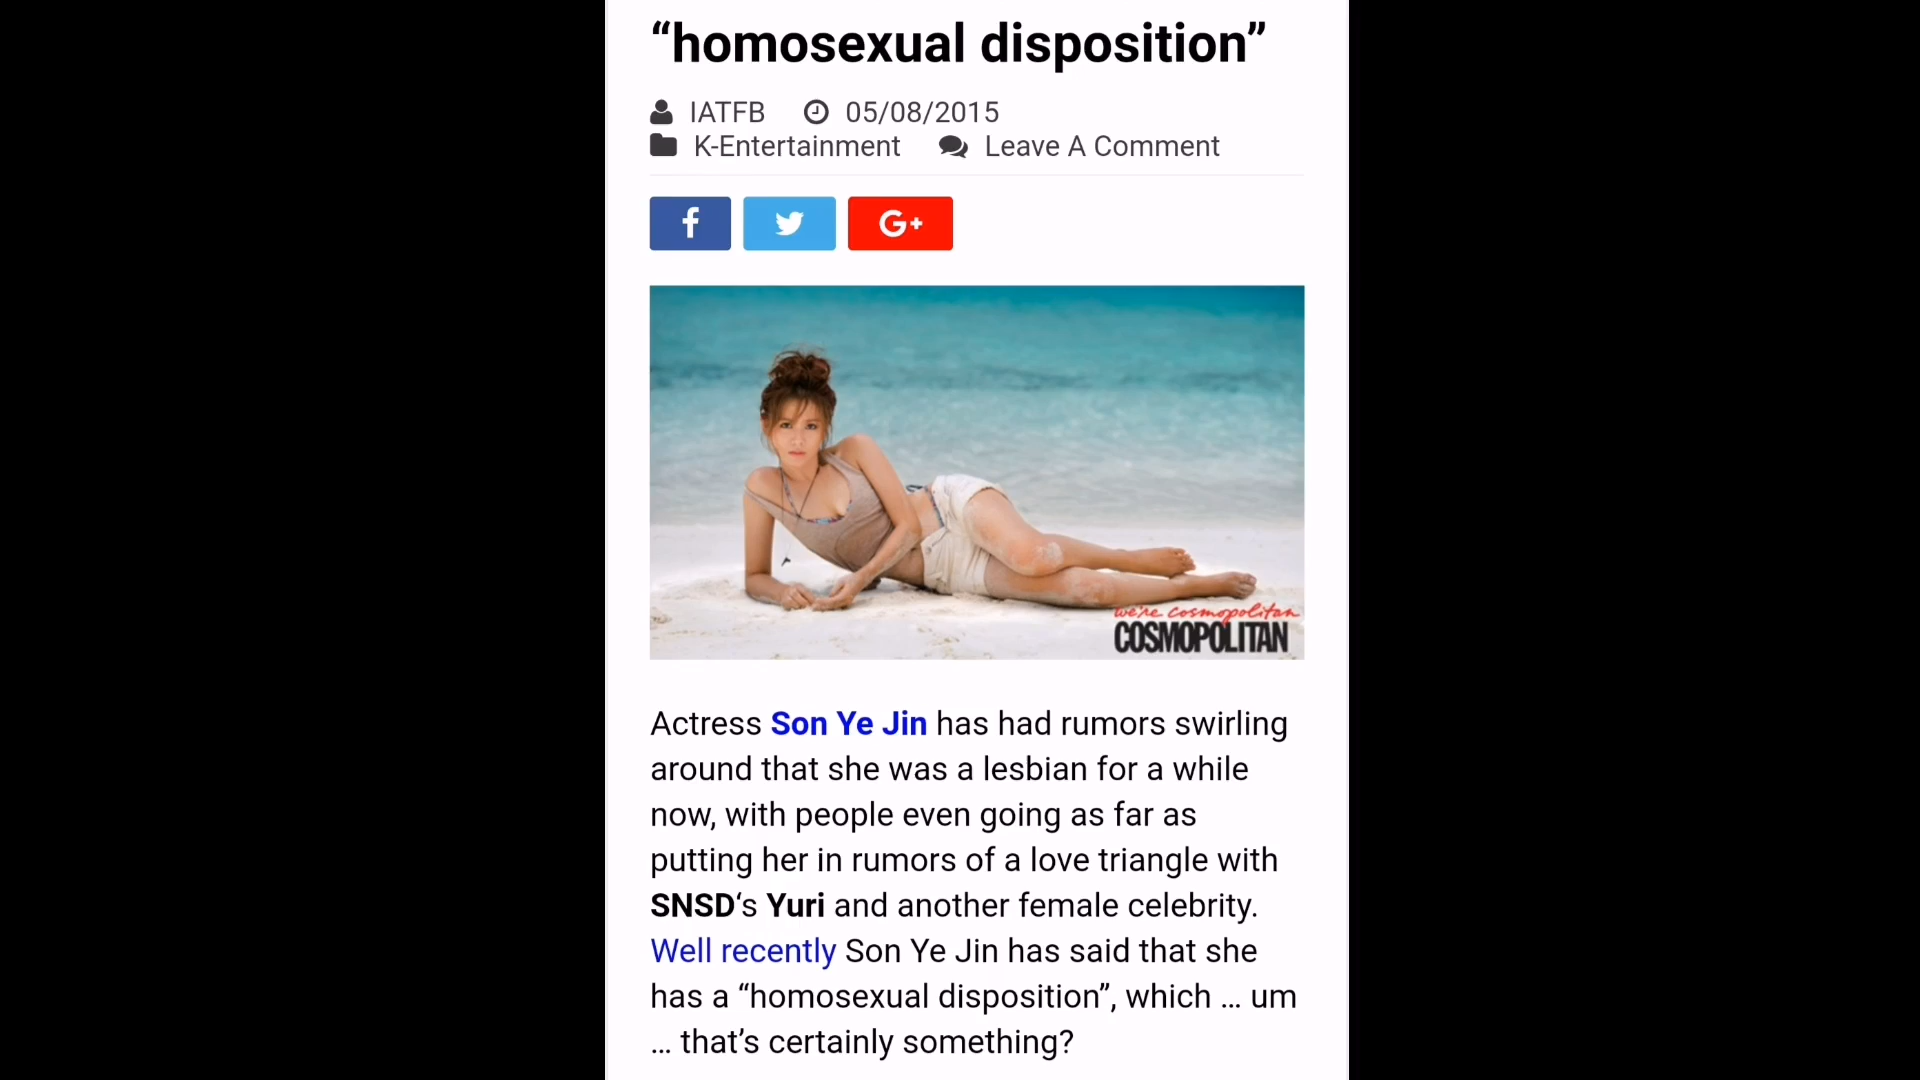 “homosexual disposition”
IATFB 05/08/2015
K-Entertainment Leave A Comment
f G+
we're cosmopolitan
COSMOPOLITAN
Actress Son Ye Jin has had rumors swirling
around that she was a lesbian for a while
now, with people even going as far as
putting her in rumors of a love triangle with
SNSD‘s Yuri and another female celebrity.
Well recently Son Ye Jin has said that she
has a “homosexual disposition”, which … um
… that’s certainly something?